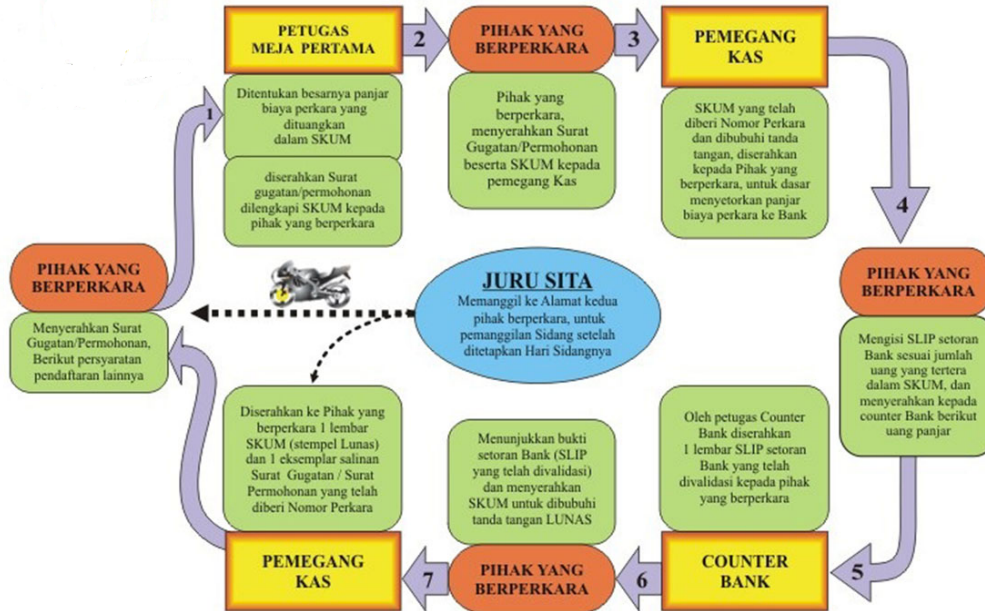 PETUGAS
MEJA PERTAMA
2
PIHAK YANG
BERPERKARA
3
PEMEGANG
KAS
1
Ditentukan besarnya panjar
biaya perkara yang
dituangkan
dalam SKUM
diserahkan Surat
gugatan/permohonan
dilengkapi SKUM kepada
pihak yang berperkara
Pihak yang
berperkara,
menyerahkan Surat
Gugatan/Permohonan
beserta SKUM kepada
pemegang Kas
SKUM yang telah
diberi Nomor Perkara
dan dibubuhi tanda
tangan, diserahkan
kepada Pihak yang
berperkara, untuk dasar
menyetorkan panjar
biaya perkara ke Bank
4
PIHAK YANG
BERPERKARA
Menyerahkan Surat
Gugatan/Permohonan,
Berikut persyaratan
pendaftaran lainnya
JURU SITA
Memanggil ke Alamat kedua
pihak berperkara, untuk
pemanggilan Sidang setelah
ditetapkan Hari Sidangnya
PIHAK YANG
BERPERKARA
Mengisi SLIP setoran
Bank sesuai jumlah
uang yang tertera
dalam SKUM, dan
menyerahkan kepada
counter Bank berikut
uang panjar
Diserahkan ke Pihak yang
berperkara 1 lembar
SKUM (stempel Lunas)
dan 1 eksemplar salinan
Surat Gugatan / Surat
Permohonan yang telah
diberi Nomor Perkara
Menunjukkan bukti
setoran Bank (SLIP
yang telah divalidasi)
dan menyerahkan
SKUM untuk dibubuhi
tanda tangan LUNAS
Oleh petugas Counter
Bank diserahkan
1 lembar SLIP setoran
Bank yang telah
divalidasi kepada pihak
yang berperkara
PEMEGANG
KAS
7
PIHAK YANG
BERPERKARA
6
COUNTER
BANK
5